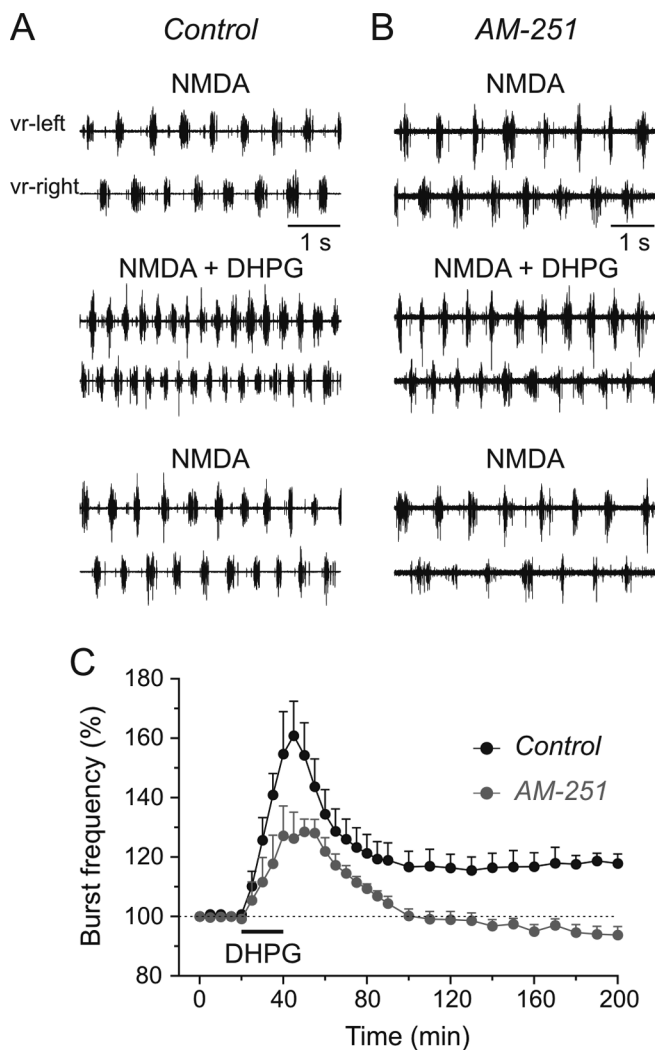 A
Control
NMDA
vr-left
vr-right
1 s
NMDA + DHPG
NMDA
B
AM-251
NMDA
1 s
NMDA + DHPG
NMDA
C
Burst frequency (%)
180
160
140
120
100
80
Control
AM-251
DHPG
0
40
80
120
160
200
Time (min)